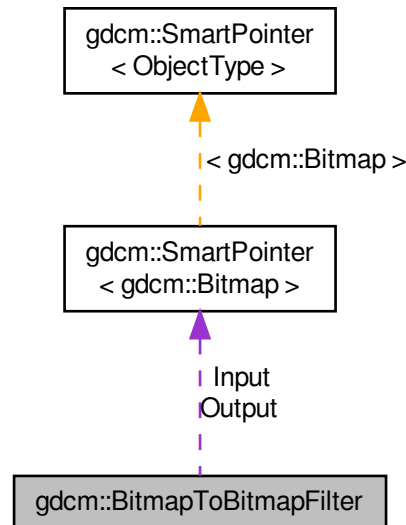 gdcm::SmartPointer
< ObjectType >
< gdcm::Bitmap >
gdcm::SmartPointer
< gdcm::Bitmap >
Input
Output
gdcm::BitmapToBitmapFilter